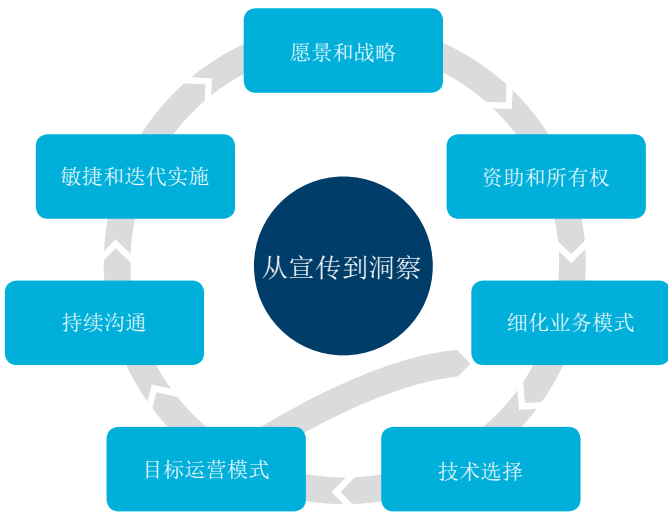 愿景和战略
敏捷和迭代实施
资助和所有权
从宣传到洞察
持续沟通
细化业务模式
目标运营模式
技术选择